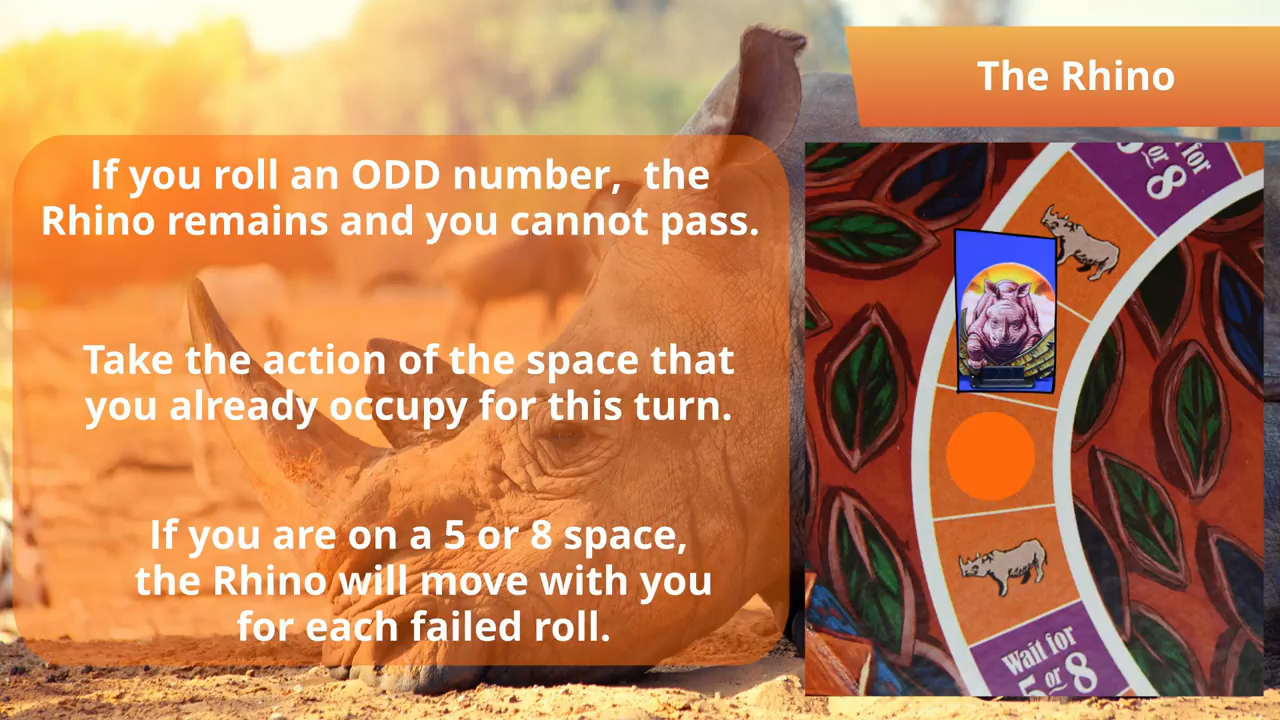 The Rhino
If you roll an ODD number,  the
Rhino remains and you cannot pass.
Take the action of the space that
you already occupy for this turn.
If you are on a 5 or 8 space,
the Rhino will move with you
for each failed roll.
for
or
8
Wait for
5 or 8